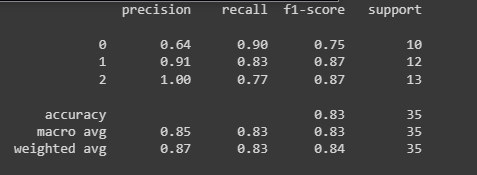 precision recall f1-score support
0 0.64 0.90 0.75 10
1 0.91 0.83 0.87 12
2 1.00 0.77 0.87 13
accuracy 0.83 35
macro avg 0.85 0.83 0.83 35
weighted avg 0.87 0.83 0.84 35